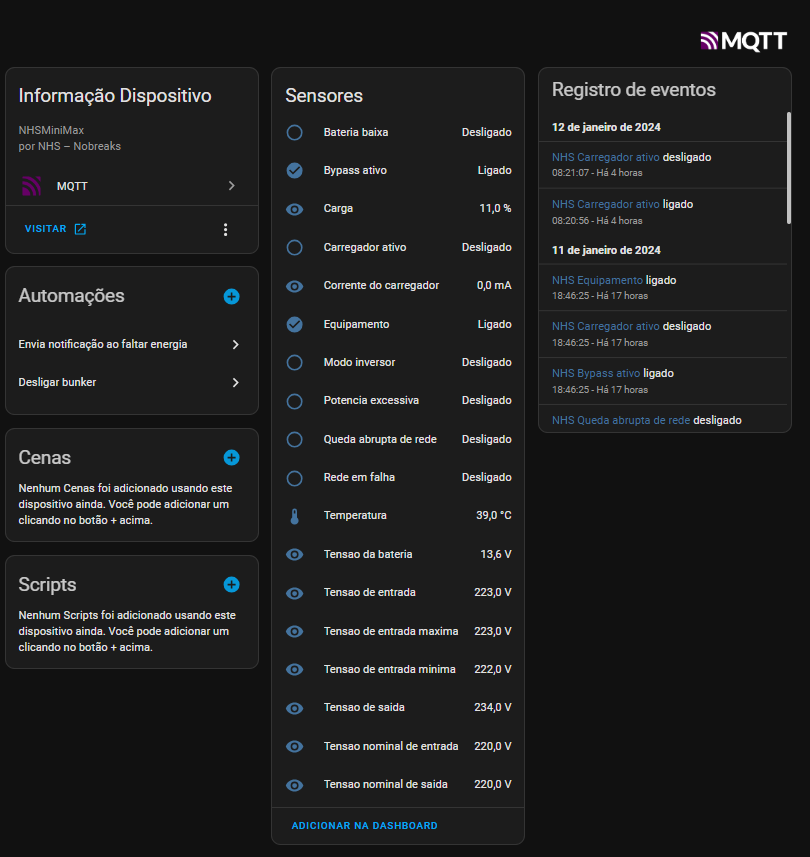 MQTT
Informação Dispositivo
NHSMiniMax
por NHS – Nobreaks
MQTT
VISITAR
Automações
Envia notificação ao faltar energia
Desligar bunker
Cenas
Nenhum Cenas foi adicionado usando este
dispositivo ainda. Você pode adicionar um
clicando no botão + acima.
Scripts
Nenhum Scripts foi adicionado usando este
dispositivo ainda. Você pode adicionar um
clicando no botão + acima.
Sensores
Bateria baixa Desligado
Bypass ativo Ligado
Carga 11,0 %
Carregador ativo Desligado
Corrente do carregador 0,0 mA
Equipamento Ligado
Modo inversor Desligado
Potencia excessiva Desligado
Queda abrupta de rede Desligado
Rede em falha Desligado
Temperatura 39,0 °C
Tensao da bateria 13,6 V
Tensao de entrada 223,0 V
Tensao de entrada maxima 223,0 V
Tensao de entrada minima 222,0 V
Tensao de saida 234,0 V
Tensao nominal de entrada 220,0 V
Tensao nominal de saida 220,0 V
ADICIONAR NA DASHBOARD
Registro de eventos
12 de janeiro de 2024
NHS Carregador ativo desligado
08:21:07 - Há 4 horas
NHS Carregador ativo ligado
08:20:56 - Há 4 horas
11 de janeiro de 2024
NHS Equipamento ligado
18:46:25 - Há 17 horas
NHS Carregador ativo desligado
18:46:25 - Há 17 horas
NHS Bypass ativo ligado
18:46:25 - Há 17 horas
NHS Queda abrupta de rede desligado